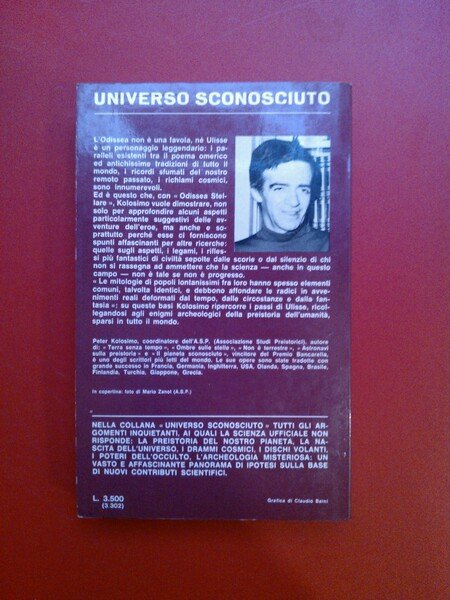 UNIVERSO SCONOSCIUTO
L'Odissea non è una favola, né Ulisse
è un personaggio leggendario: i pa-
ralleli esistenti tra il poema omerico
ed antichissime tradizioni di tutto il
mondo, i ricordi sfumati del nostro
remoto passato, i richiami cosmici,
sono innumerevoli.
Ed è questo che, con « Odissea Stel-
lare », Kolosimo vuole dimostrare, non
solo per approfondire alcuni aspetti
particolarmente suggestivi delle av-
venture dell'eroe, ma anche e so-
prattutto perché esse ci forniscono
spunti affascinanti per altre ricerche:
quelle sugli aspetti, i legami, i rifles-
si più fantastici di civiltà sepolte dalle scorie o dal silenzio di chi
non si rassegna ad ammettere che la scienza — anche in questo
campo — non è tale se non è progresso.
« Le mitologie di popoli lontanissimi fra loro hanno spesso elementi
comuni, talvolta identici, e debbono affondare le radici in avve-
nimenti reali deformati dal tempo, dalle circostanze e dalla fan-
tasia »: su queste basi Kolosimo ripercorre i passi di Ulisse, rico-
legandosi agli enigmi archeologici della preistoria dell'umanità,
sparsi in tutto il mondo.
Peter Kolosimo, coordinatore dell'A.S.P. (Associazione Studi Preistorici), autore
di: « Terra senza tempo », « Ombre sulle stelle », « Non è terrestre », « Astronavi
sulla preistoria » e « Il pianeta sconosciuto », vincitore del Premio Bancarella,
è uno degli scrittori più letti del mondo. Le sue opere sono state tradotte con
grande successo in Francia, Germania, Inghilterra, USA, Olanda, Spagna, Brasile,
Finlandia, Turchia, Giappone, Grecia.
In copertina: foto di Mario Zanot (A.S.P.)
NELLA COLLANA « UNIVERSO SCONOSCIUTO » TUTTI GLI AR-
GOMENTI INQUIETANTI, AI QUALI LA SCIENZA UFFICIALE NON
RISPONDE: LA PREISTORIA DEL NOSTRO PIANETA, LA NA-
SCITA DELL'UNIVERSO, I DRAMMI COSMICI, I DISCHI VOLANTI,
I POTERI DELL'OCCULTO, L'ARCHEOLOGIA MISTERIOSA: UN
VASTO E AFFASCINANTE PANORAMA DI IPOTESI SULLA BASE
DI NUOVI CONTRIBUTI SCIENTIFICI.
L. 3.500
(3.302)
Grafica di Claudio Baini